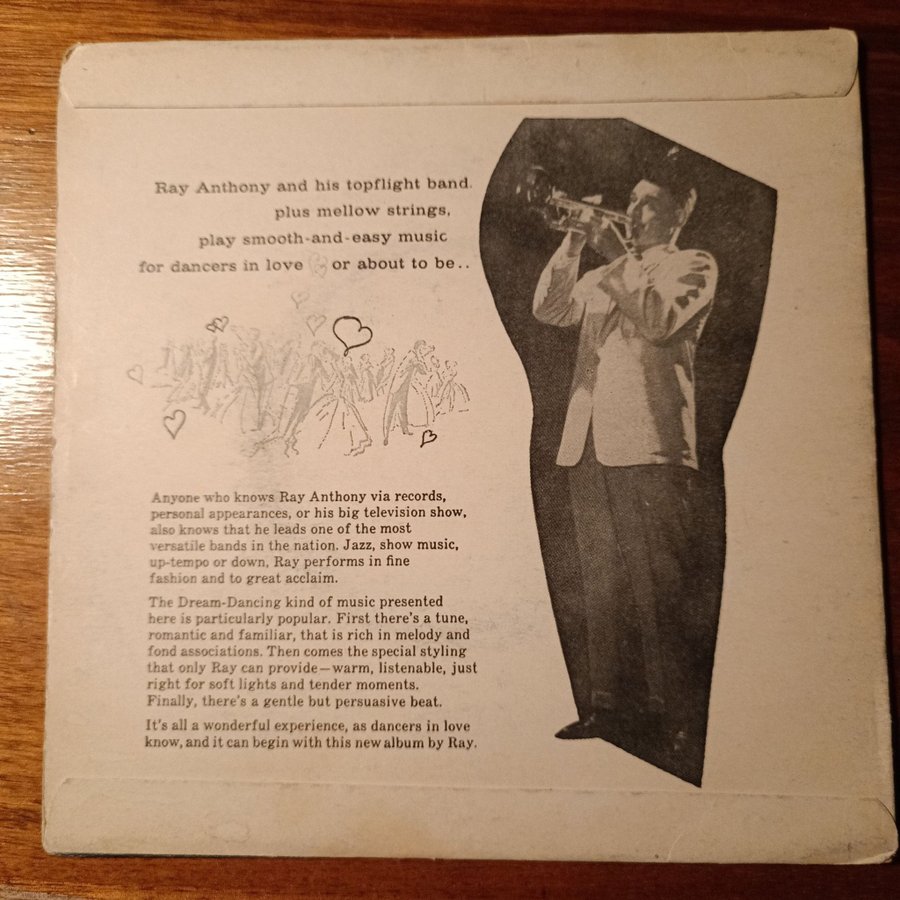 Ray Anthony and his topflight band,
plus mellow strings,
play smooth-and-easy music
for dancers in love or about to be..
Anyone who knows Ray Anthony via records,
personal appearances, or his big television show,
also knows that he leads one of the most
versatile bands in the nation. Jazz, show music,
up-tempo or down, Ray performs in fine
fashion and to great acclaim.
The Dream-Dancing kind of music presented
here is particularly popular. First there's a tune,
romantic and familiar, that is rich in melody and
fond associations. Then comes the special styling
that only Ray can provide—warm, listenable, just
right for soft lights and tender moments.
Finally, there's a gentle but persuasive beat.
It's all a wonderful experience, as dancers in love
know, and it can begin with this new album by Ray.